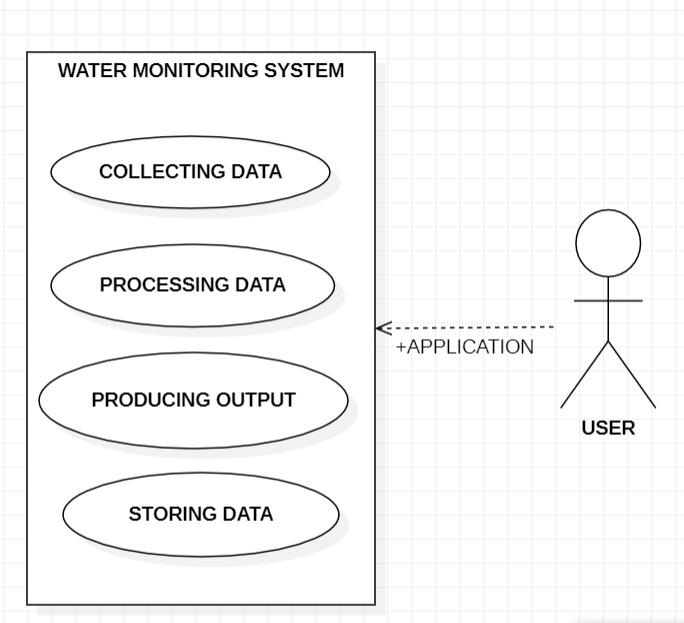 WATER MONITORING SYSTEM
COLLECTING DATA
PROCESSING DATA
+APPLICATION
PRODUCING OUTPUT
USER
STORING DATA